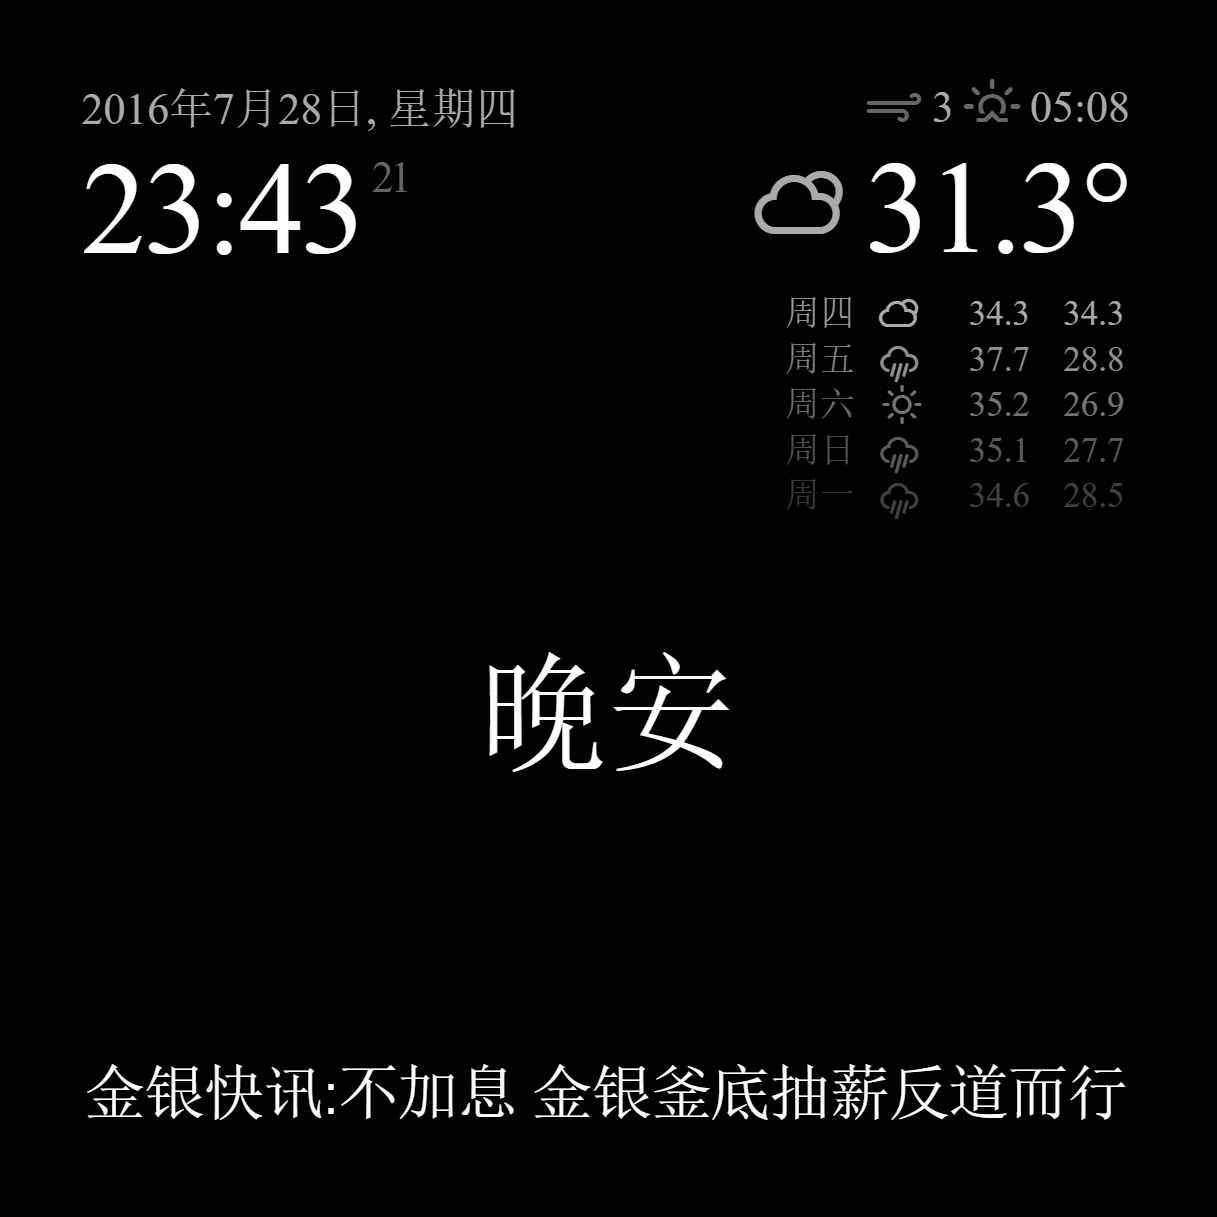 2016年7月28日, 星期四
23:43 21
3 05:08
31.3°
周四 34.3 34.3
周五 37.7 28.8
周六 35.2 26.9
周日 35.1 27.7
周一 34.6 28.5
晚安
金银快讯:不加息 金银釜底抽薪反道而行